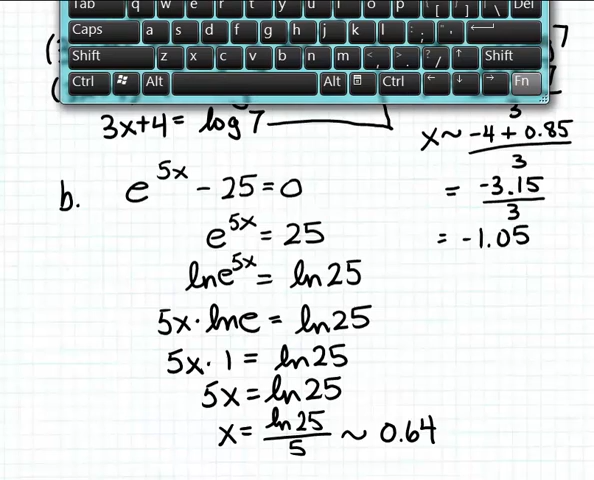 Tab q w e r t y u i o p { [ } ] | \ Del
Caps a s d f g h j k l : ; " '
Shift z x c v b n m < , > . ? / ↑ Shift
Ctrl Alt Alt Ctrl ← ↓ → Fn
3x+4 = log 7
x ~ -4 + 0.85
3
= -3.15
3
= -1.05
b. e^5x - 25 = 0
e^5x = 25
ln e^5x = ln 25
5x · ln e = ln 25
5x · 1 = ln 25
5x = ln 25
x = ln 25 / 5 ~ 0.64